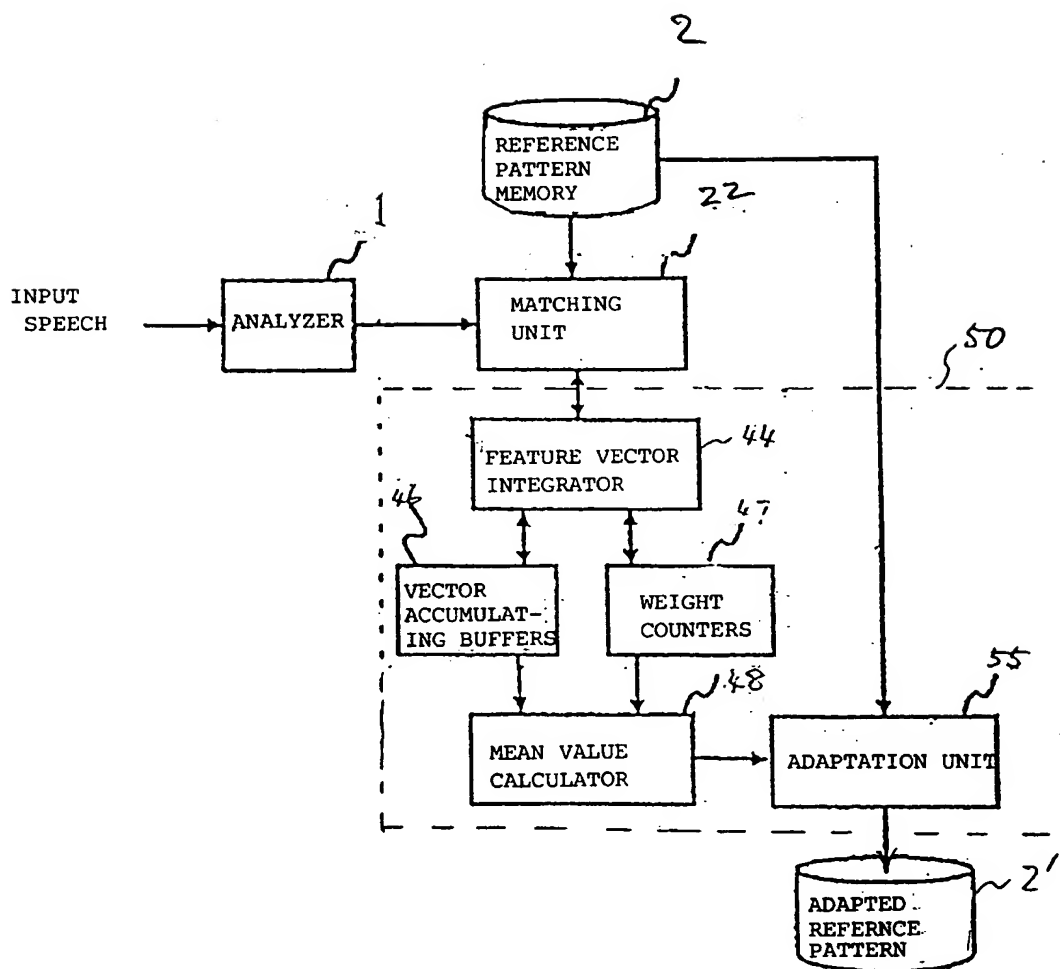 2
REFERENCE
PATTERN
MEMORY
22
1
INPUT
SPEECH
ANALYZER
MATCHING
UNIT
50
FEATURE VECTOR
INTEGRATOR
44
46
47
VECTOR
ACCUMULAT-
ING BUFFERS
WEIGHT
COUNTERS
48
55
MEAN VALUE
CALCULATOR
ADAPTATION UNIT
2'
ADAPTED
REFERNCE
PATTERN